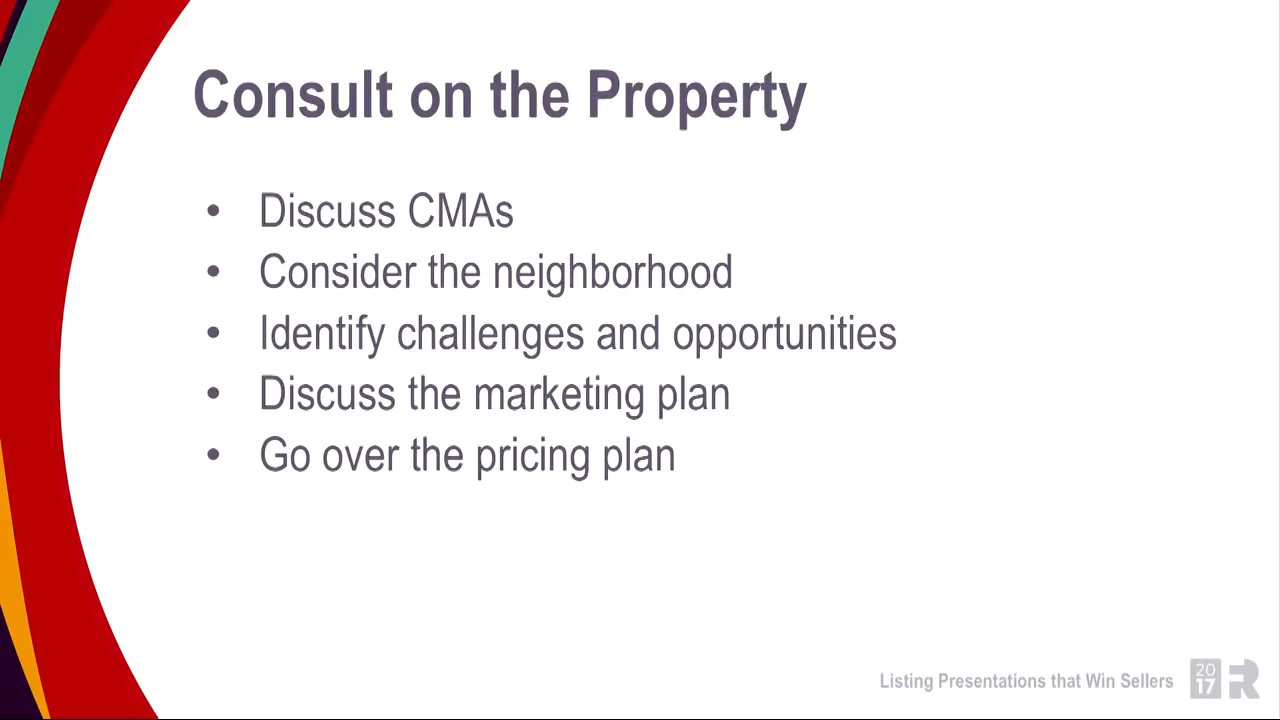 Consult on the Property
• Discuss CMAs
• Consider the neighborhood
• Identify challenges and opportunities
• Discuss the marketing plan
• Go over the pricing plan
Listing Presentations that Win Sellers
20
17
R